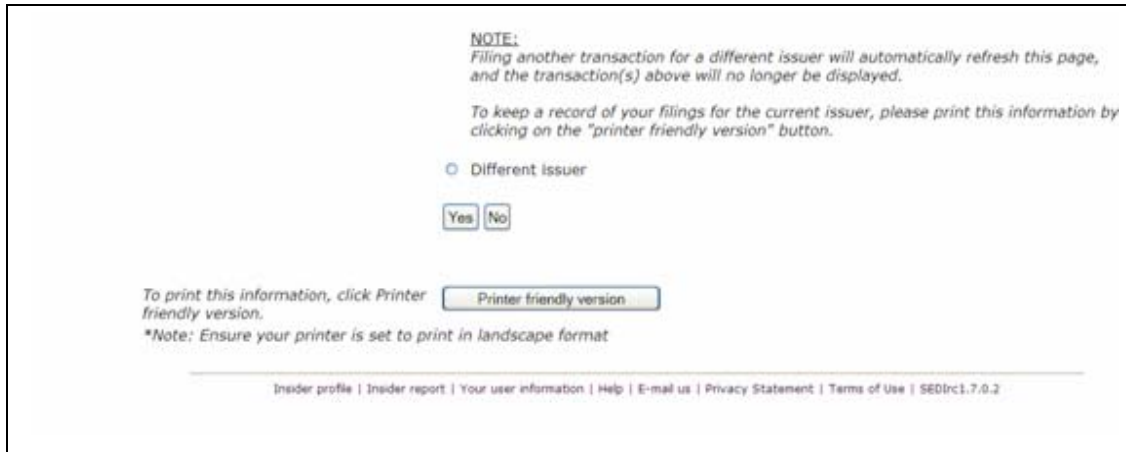 NOTE:
Filing another transaction for a different issuer will automatically refresh this page,
and the transaction(s) above will no longer be displayed.
To keep a record of your filings for the current issuer, please print this information by
clicking on the "printer friendly version" button.
Different issuer
Yes No
To print this information, click Printer
friendly version.
Printer friendly version
*Note: Ensure your printer is set to print in landscape format
Insider profile | Insider report | Your user information | Help | E-mail us | Privacy Statement | Terms of Use | SEDIrc1.7.0.2